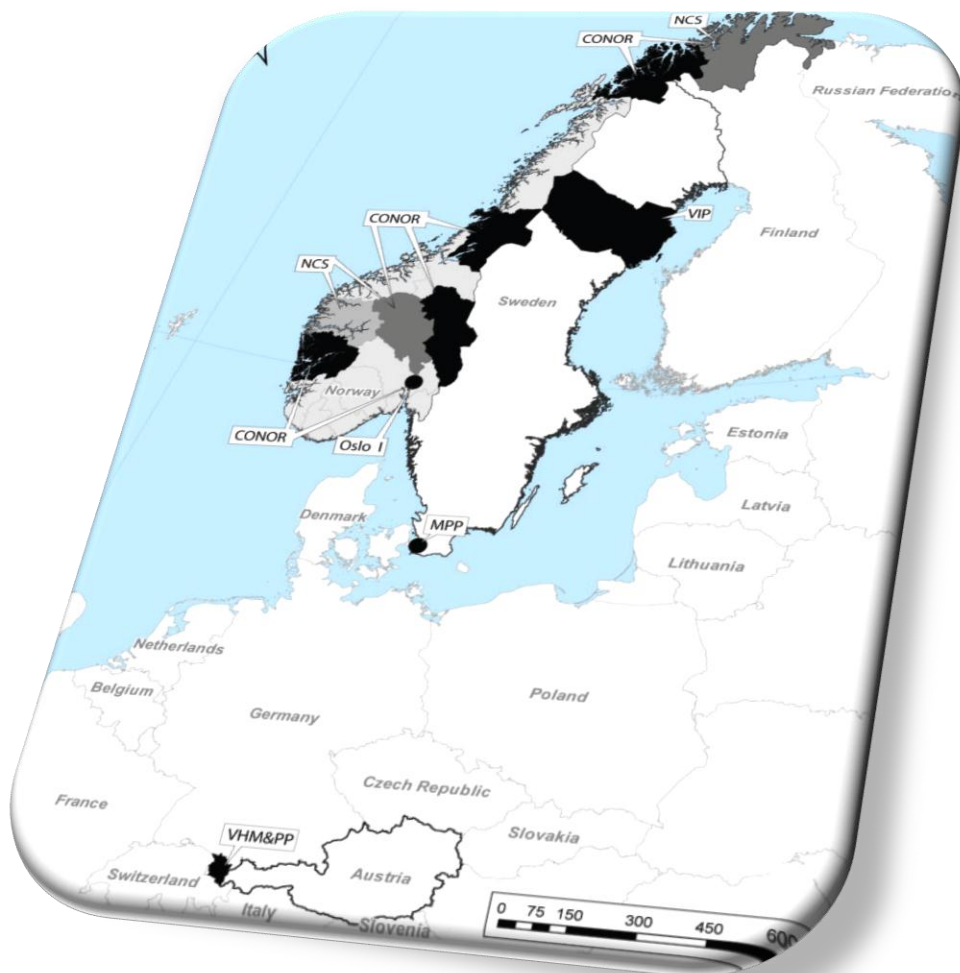 NCS
CONOR
Russian Federation
CONOR
VIP
Finland
NCS
Sweden
Norway
CONOR
Oslo I
Estonia
Latvia
Denmark
MPP
Lithuania
Netherlands
Belgium
Poland
Germany
Czech Republic
France
Slovakia
VHM&PP
Switzerland
Austria
Italy
Slovenia
0 75 150 300 450 600